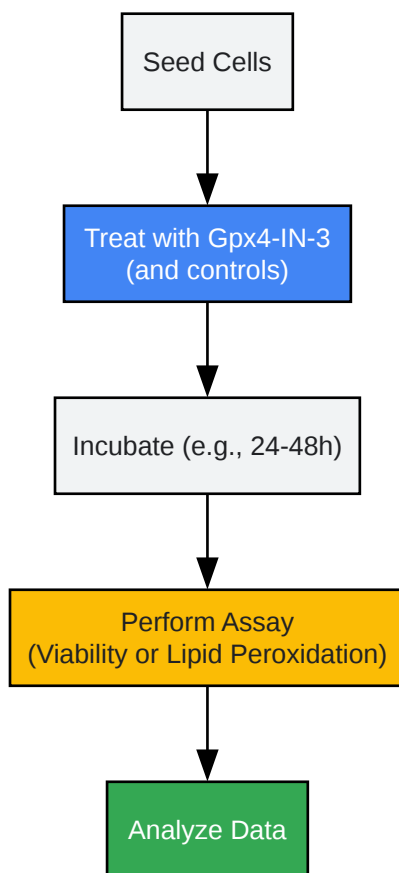 Seed Cells
Treat with Gpx4-IN-3
(and controls)
Incubate (e.g., 24-48h)
Perform Assay
(Viability or Lipid Peroxidation)
Analyze Data